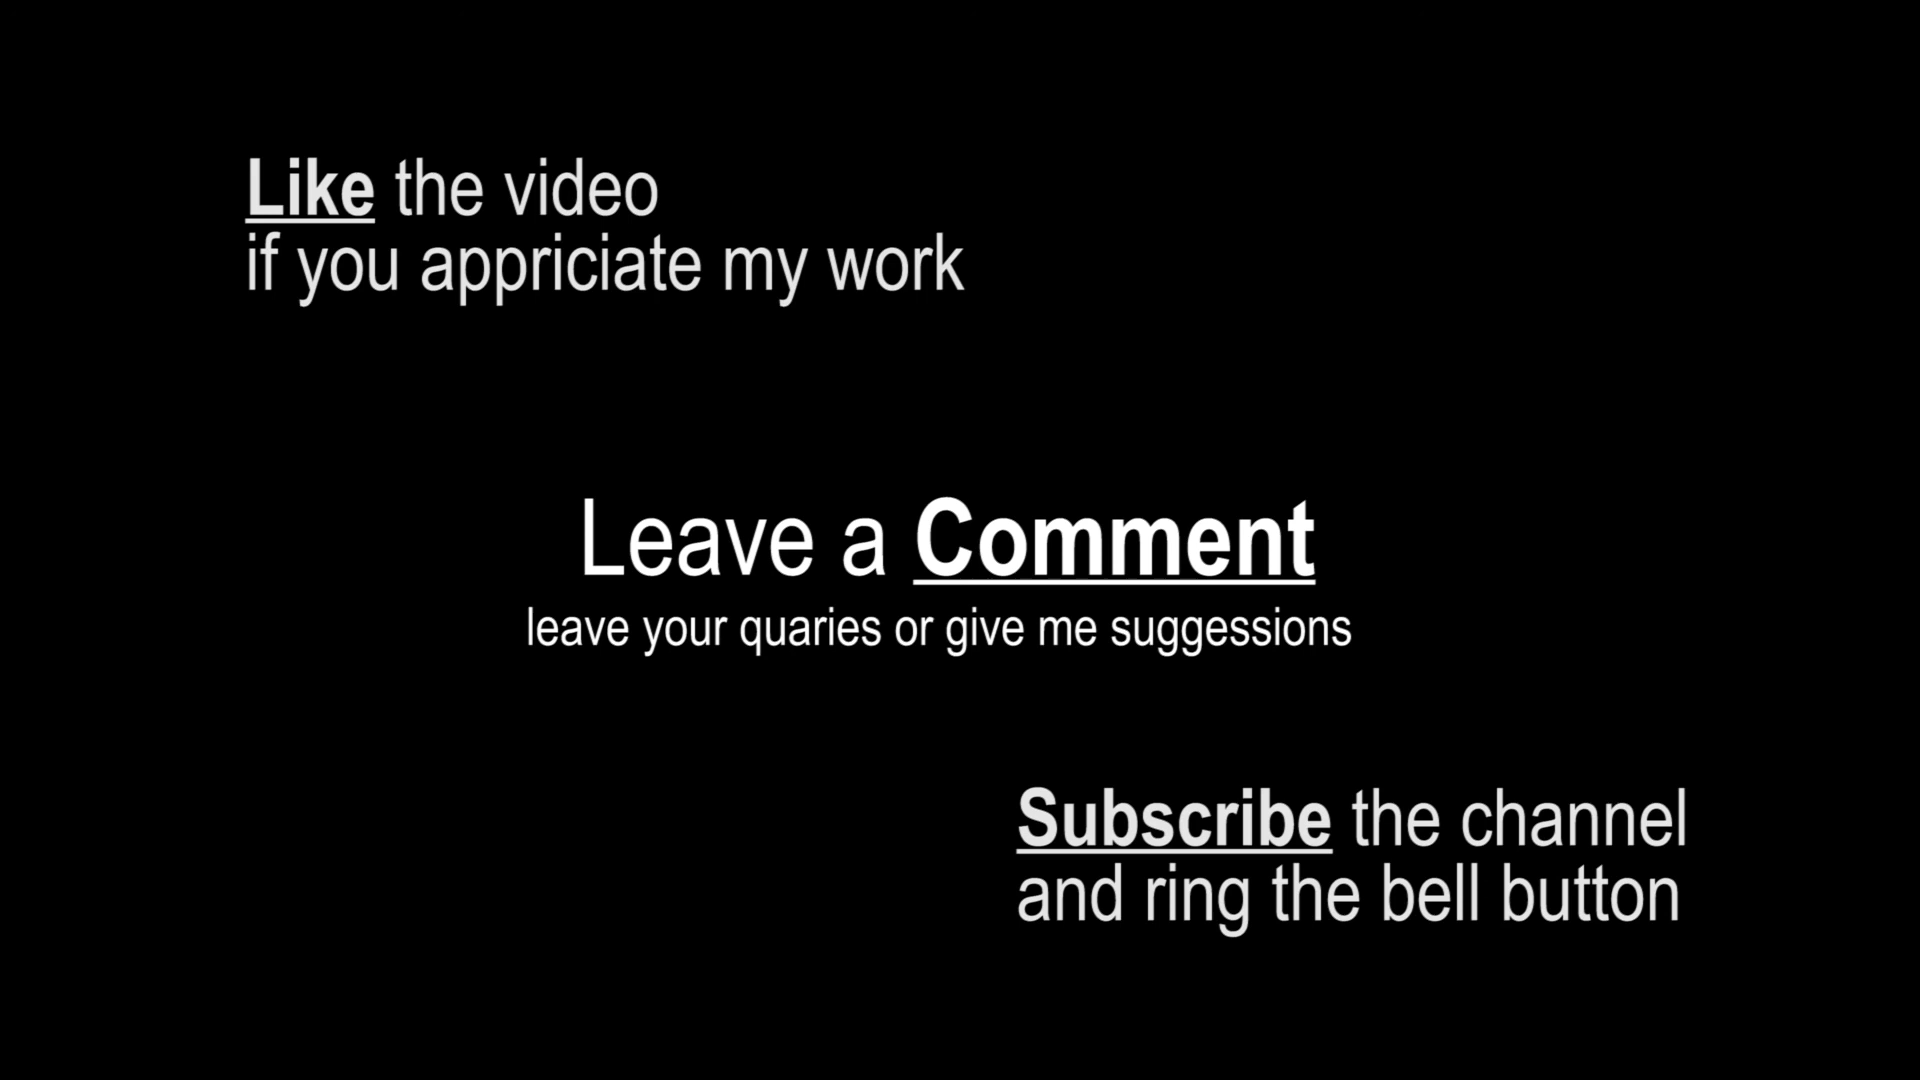 Like the video
if you appriciate my work
Leave a Comment
leave your quaries or give me suggessions
Subscribe the channel
and ring the bell button